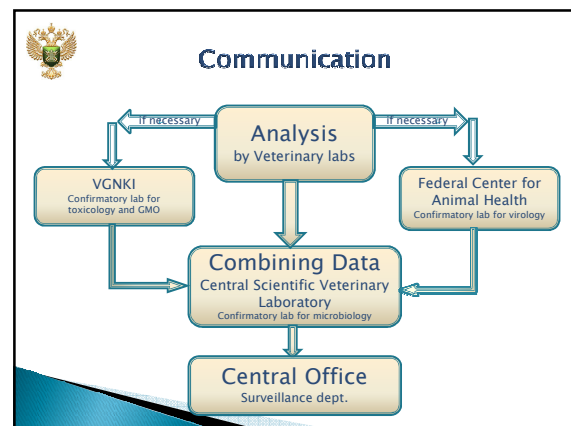 Communication
If necessary
If necessary
Analysis
by Veterinary labs
VGNKI
Confirmatory lab for
toxicology and GMO
Federal Center for
Animal Health
Confirmatory lab for virology
Combining Data
Central Scientific Veterinary
Laboratory
Confirmatory lab for microbiology
Central Office
Surveillance dept.